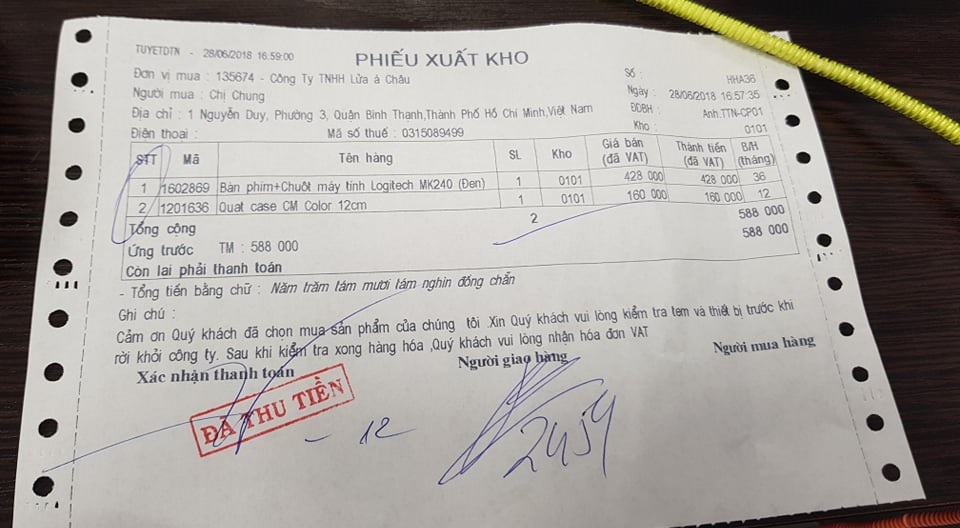 TUYETDTN - 28/06/2018 16:59:00
PHIẾU XUẤT KHO
Đơn vị mua : 135674 - Công Ty TNHH Lửa á Châu
Số : HHA36
Người mua : Chị Chung
Ngày : 28/06/2018 16:57:35
Địa chỉ : 1 Nguyễn Duy, Phường 3, Quận Bình Thạnh,Thành Phố Hồ Chí Minh,Việt Nam
ĐDBH : Anh.TTN-CP01
Điện thoại : Mã số thuế : 0315089499
Kho : 0101
STT Mã Tên hàng SL Kho Giá bán (đã VAT) Thành tiền (đã VAT) B/H (tháng)
1 1602869 Bàn phím+Chuột máy tính Logitech MK240 (Đen) 1 0101 428 000 428 000 36
2 1201636 Quạt case CM Color 12cm 1 0101 160 000 160 000 12
Tổng cộng 2 588 000
Ứng trước TM : 588 000 588 000
Còn lại phải thanh toán
- Tổng tiền bằng chữ : Năm trăm tám mươi tám nghìn đồng chẵn
Ghi chú :
Cảm ơn Quý khách đã chọn mua sản phẩm của chúng tôi .Xin Quý khách vui lòng kiểm tra tem và thiết bị trước khi
rời khỏi công ty. Sau khi kiểm tra xong hàng hóa ,Quý khách vui lòng nhận hóa đơn VAT
Xác nhận thanh toán Người giao hàng Người mua hàng
ĐÃ THU TIỀN
- 12